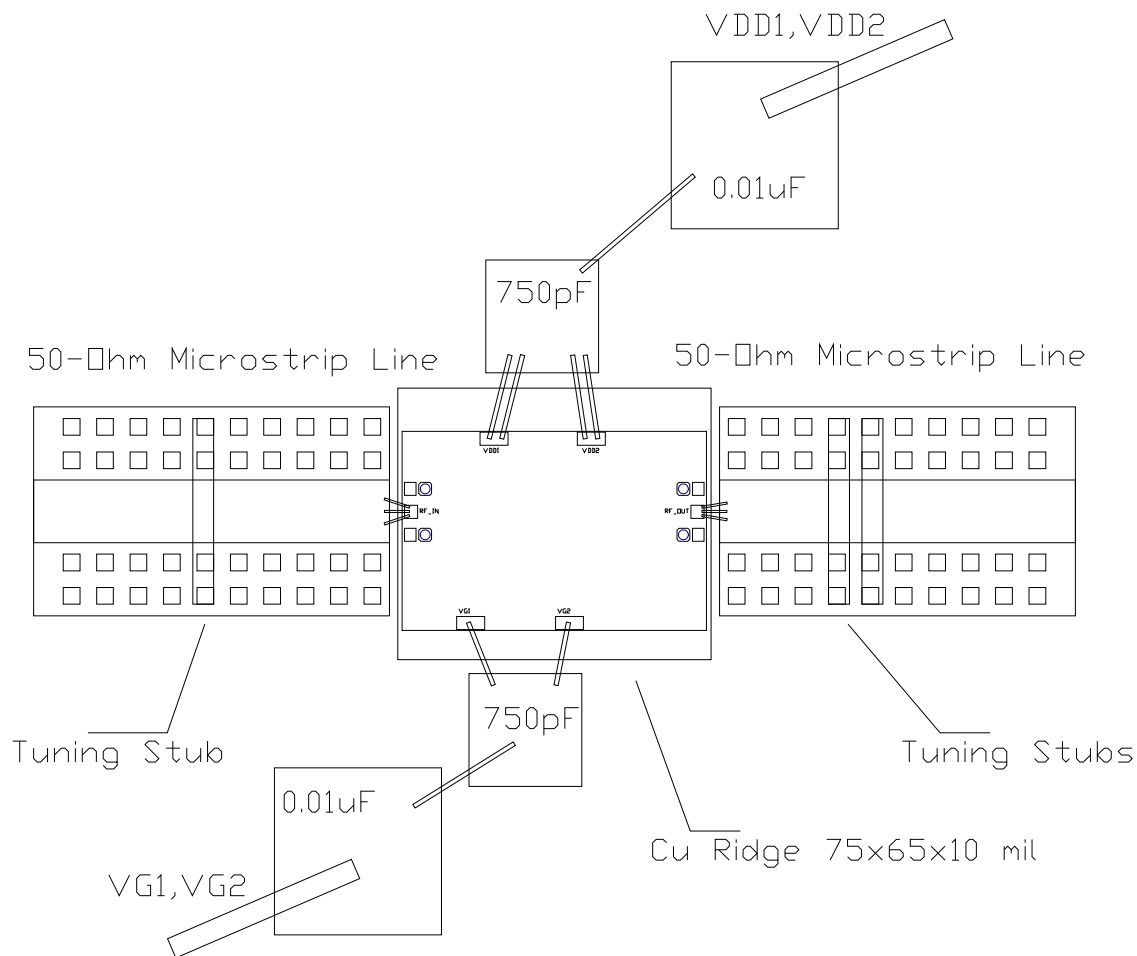 VDD1,VDD2
0.01uF
750pF
50-Ohm Microstrip Line
50-Ohm Microstrip Line
VDD1
VDD2
RF_IN
RF_OUT
VG1
VG2
750pF
Tuning Stub
Tuning Stubs
0.01uF
Cu Ridge 75x65x10 mil
VG1,VG2